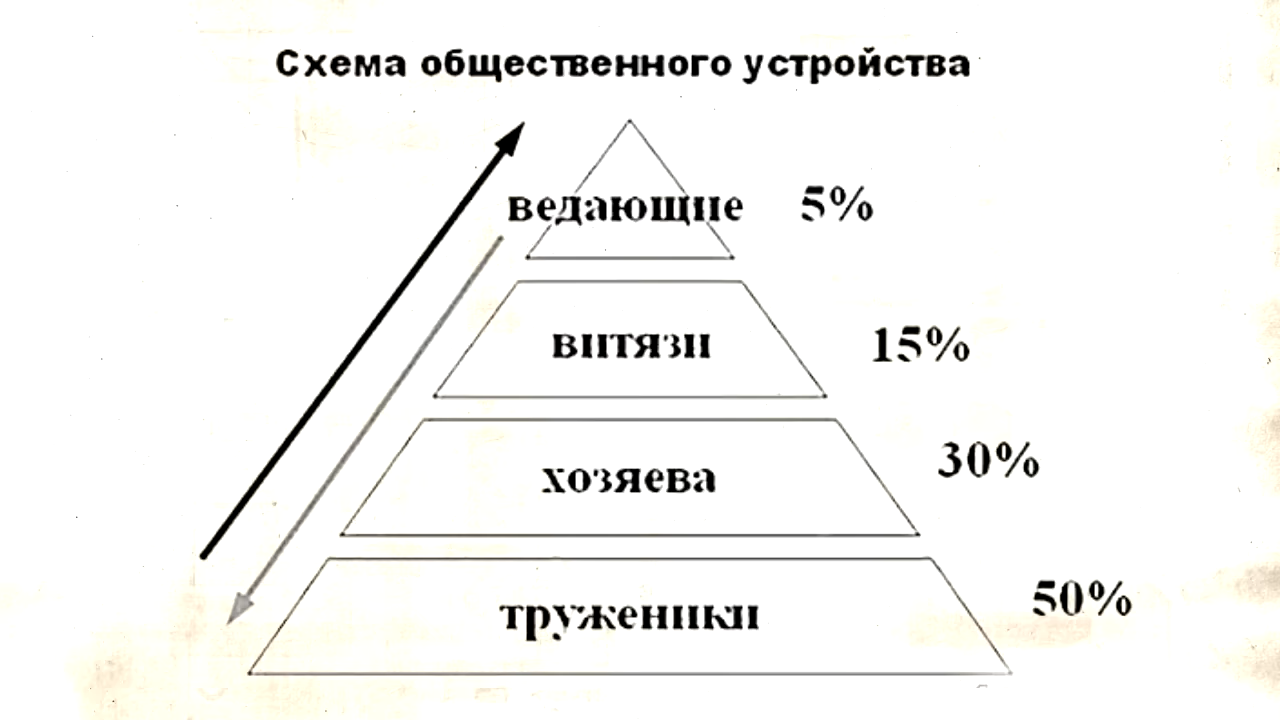 Схема общественного устройства
ведающие 5%
витязи 15%
хозяева 30%
труженики 50%